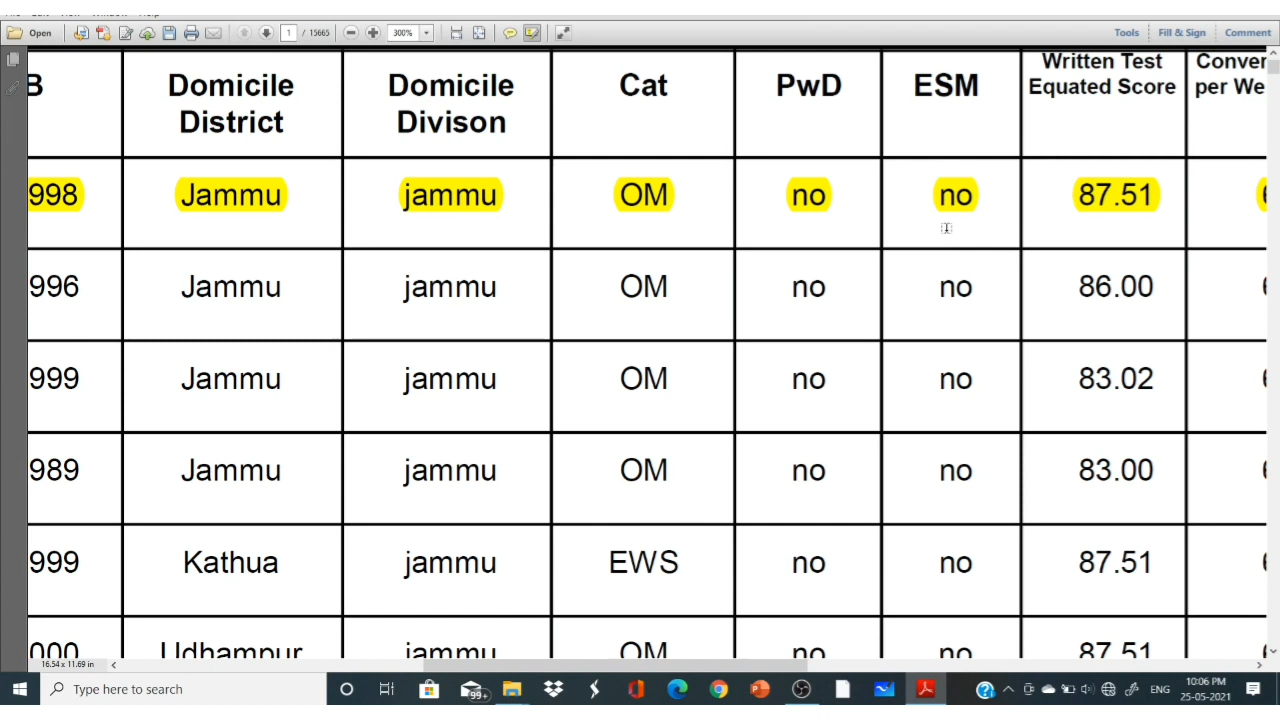 Open
1 / 15665
300%
Tools
Fill & Sign
Comment
B
Domicile District
Domicile Divison
Cat
PwD
ESM
Written Test Equated Score
Conver
per We
998 Jammu jammu OM no no 87.51
996 Jammu jammu OM no no 86.00
999 Jammu jammu OM no no 83.02
989 Jammu jammu OM no no 83.00
999 Kathua jammu EWS no no 87.51
000 Udhampur jammu OM no no 87.51
16.54 x 11.69 in
Type here to search
99+
ENG
10:06 PM
25-05-2021